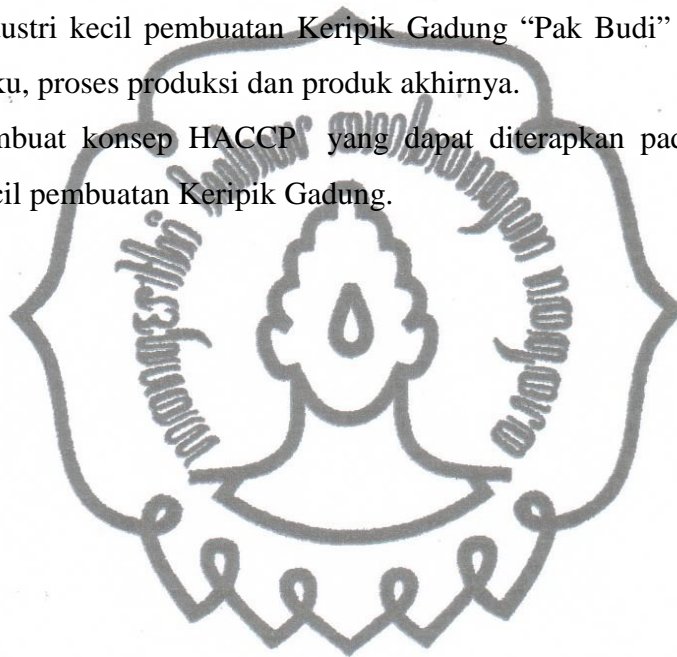 ustri kecil pembuatan Keripik Gadung “Pak Budi”
ku, proses produksi dan produk akhirnya.
mbuat konsep HACCP yang dapat diterapkan pad
cil pembuatan Keripik Gadung.